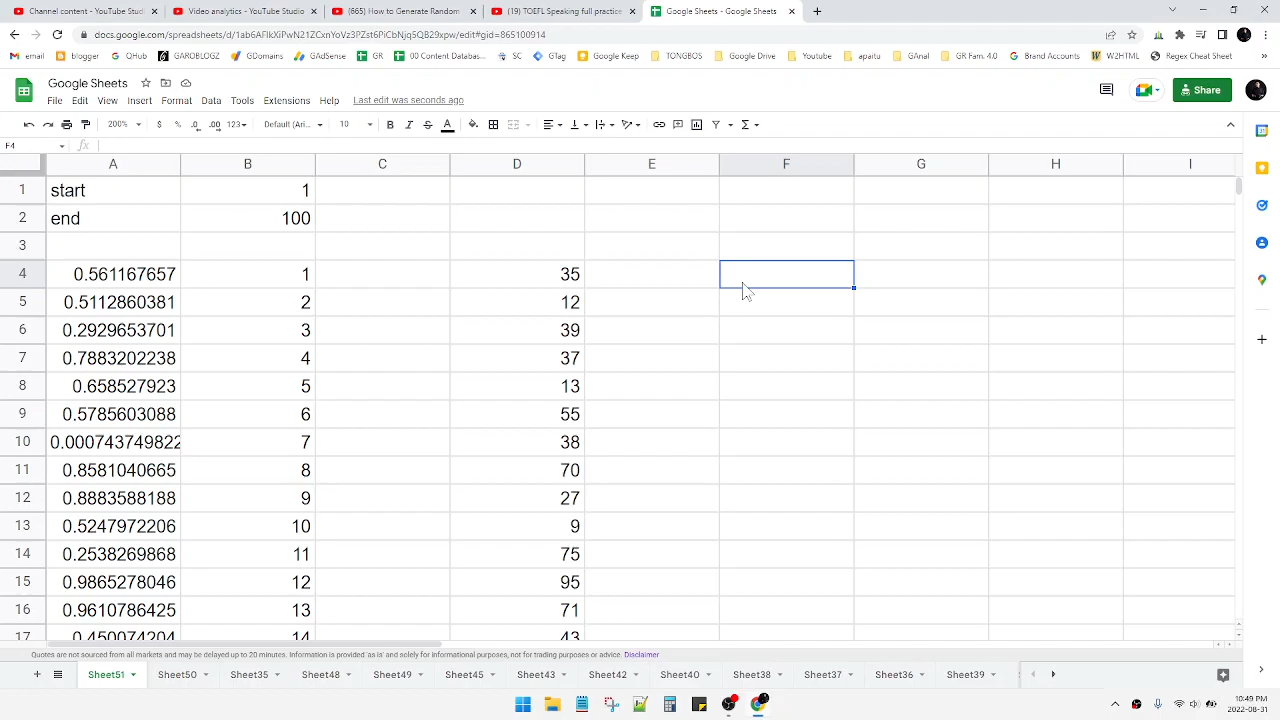 Channel content - YouTube Studio
Video analytics - YouTube Studio
(865) How to Generate Random
(19) TOEFL Speaking full practice
Google Sheets - Google Sheets
docs.google.com/spreadsheets/d/1ab6AFlkXiPwN21ZCxnYoVz3PZst6PiCbNjq5QB29xpw/edit#gid=865100914
email
blogger
QHub
GAROBLOGZ
GDomains
GAdSense
GR
00 Content Databas...
SC
GTag
Google Keep
TONGBOS
Google Drive
Youtube
apaitu
GAnal
GR Fam. 4.0
Brand Accounts
W2HTML
Regex Cheat Sheet
Google Sheets
File Edit View Insert Format Data Tools Extensions Help Last edit was seconds ago
Share
200% $ % .0 .00 123 Default (Ari... 10 B I S A
F4 fx
A B C D E F G H I
1 start 1
2 end 100
3
4 0.561167657 1 35
5 0.5112860381 2 12
6 0.2929653701 3 39
7 0.7883202238 4 37
8 0.658527923 5 13
9 0.5785603088 6 55
10 0.000743749822 7 38
11 0.8581040665 8 70
12 0.8883588188 9 27
13 0.5247972206 10 9
14 0.2538269868 11 75
15 0.9865278046 12 95
16 0.9610786425 13 71
17 0.450074204 14 43
Quotes are not sourced from all markets and may be delayed up to 20 minutes. Information is provided 'as is' and solely for informational purposes, not for trading purposes or advice. Disclaimer
Sheet51 Sheet50 Sheet35 Sheet48 Sheet49 Sheet45 Sheet43 Sheet42 Sheet40 Sheet38 Sheet37 Sheet36 Sheet39
10:49 PM
2022-08-31